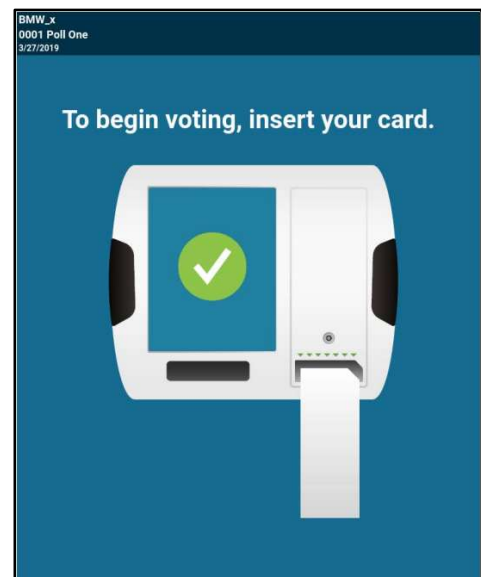 BMW_x
0001 Poll One
3/27/2019
To begin voting, insert your card.